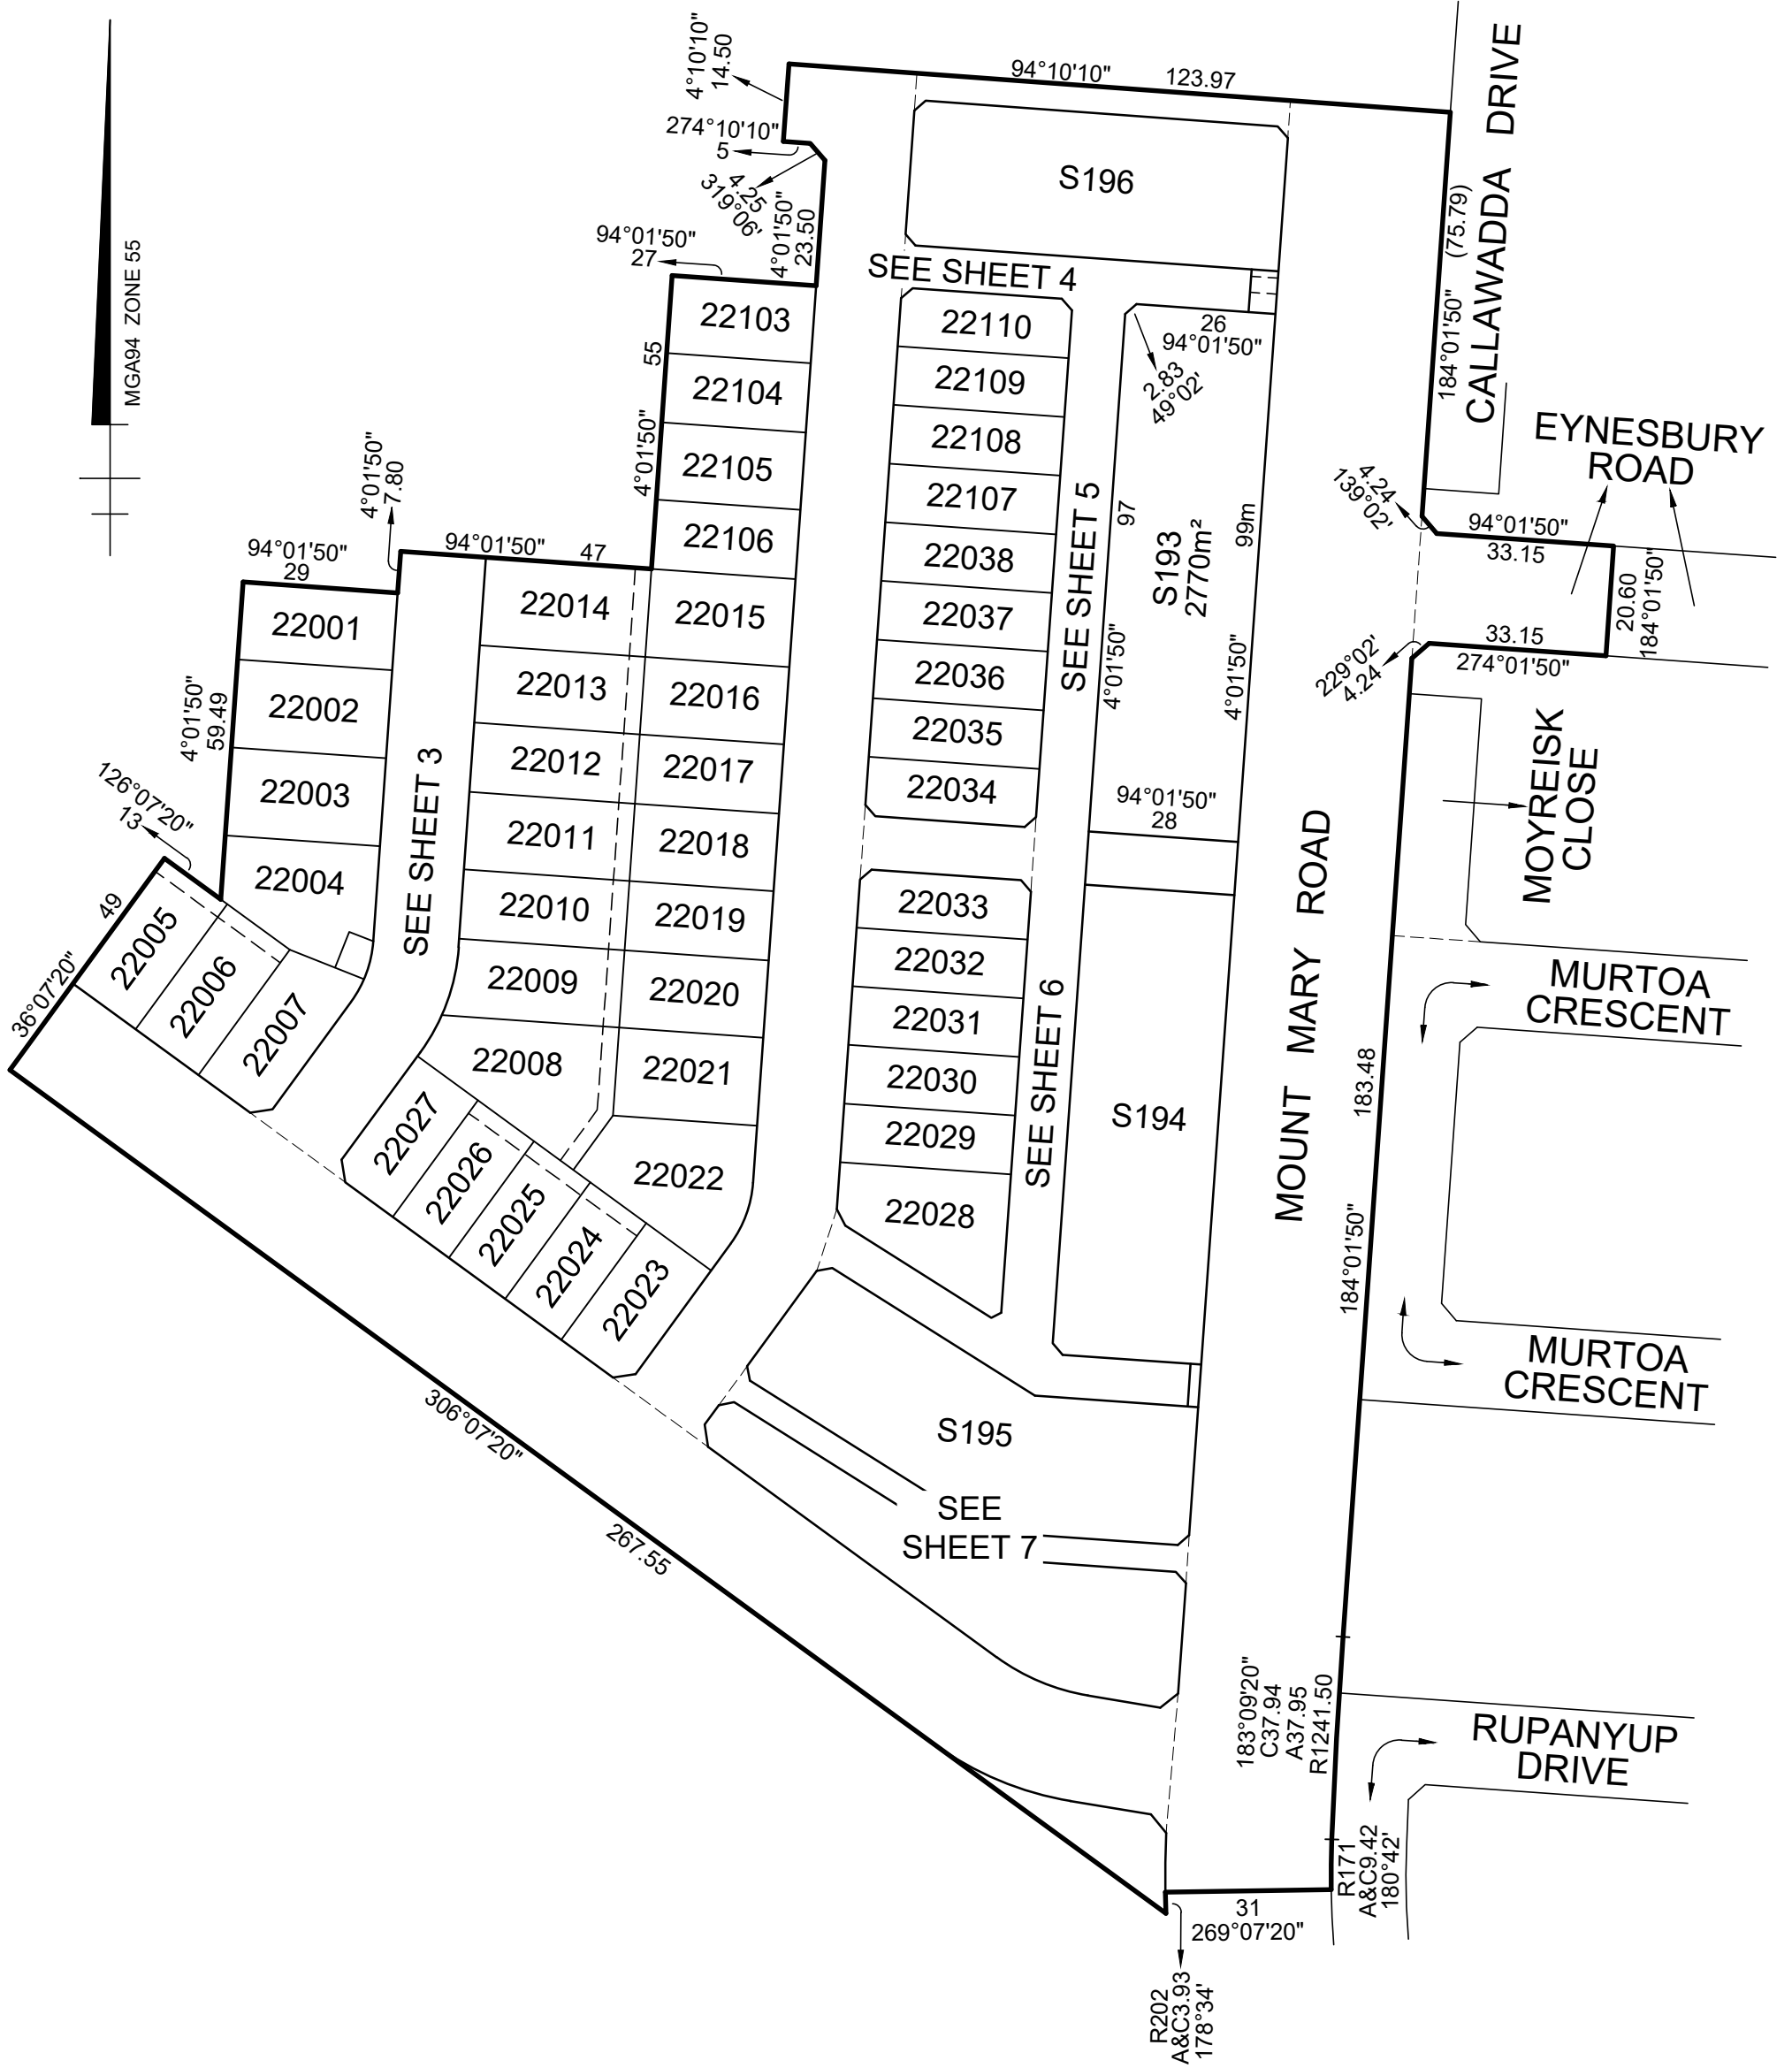 MGA94 ZONE 55
4°10'10"
14.50
94°10'10" 123.97
274°10'10"
5
4.25
319°06'
4°01'50"
23.50
94°01'50"
27
S196
CALLAWADDA DRIVE
184°01'50" (75.79)
SEE SHEET 4
22103
22104
22105
22106
4°01'50" 55
22110
22109
22108
22107
22038
22037
22036
22035
22034
SEE SHEET 5
26
94°01'50"
2.83
49°02'
97
4°01'50"
S193
2770m²
99m
4°01'50"
94°01'50"
28
EYNESBURY
ROAD
4.24
139°02'
94°01'50"
33.15
20.60
184°01'50"
33.15
274°01'50"
229°02'
4.24
4°01'50"
7.80
94°01'50"
29
94°01'50" 47
22001
22002
22003
22004
4°01'50"
59.49
126°07'20"
13
SEE SHEET 3
22014
22013
22012
22011
22010
22009
22008
22015
22016
22017
22018
22019
22020
22021
22022
36°07'20" 49
22005
22006
22007
22027
22026
22025
22024
22023
22033
22032
22031
22030
22029
22028
SEE SHEET 6
S194
MOUNT MARY ROAD
MOYREISK
CLOSE
MURTOA
CRESCENT
184°01'50" 183.48
MURTOA
CRESCENT
S195
SEE
SHEET 7
306°07'20" 267.55
183°09'20"
C37.94
A37.95
R1241.50
RUPANYUP
DRIVE
R171
A&C9.42
180°42'
31
269°07'20"
R202
A&C3.93
178°34'